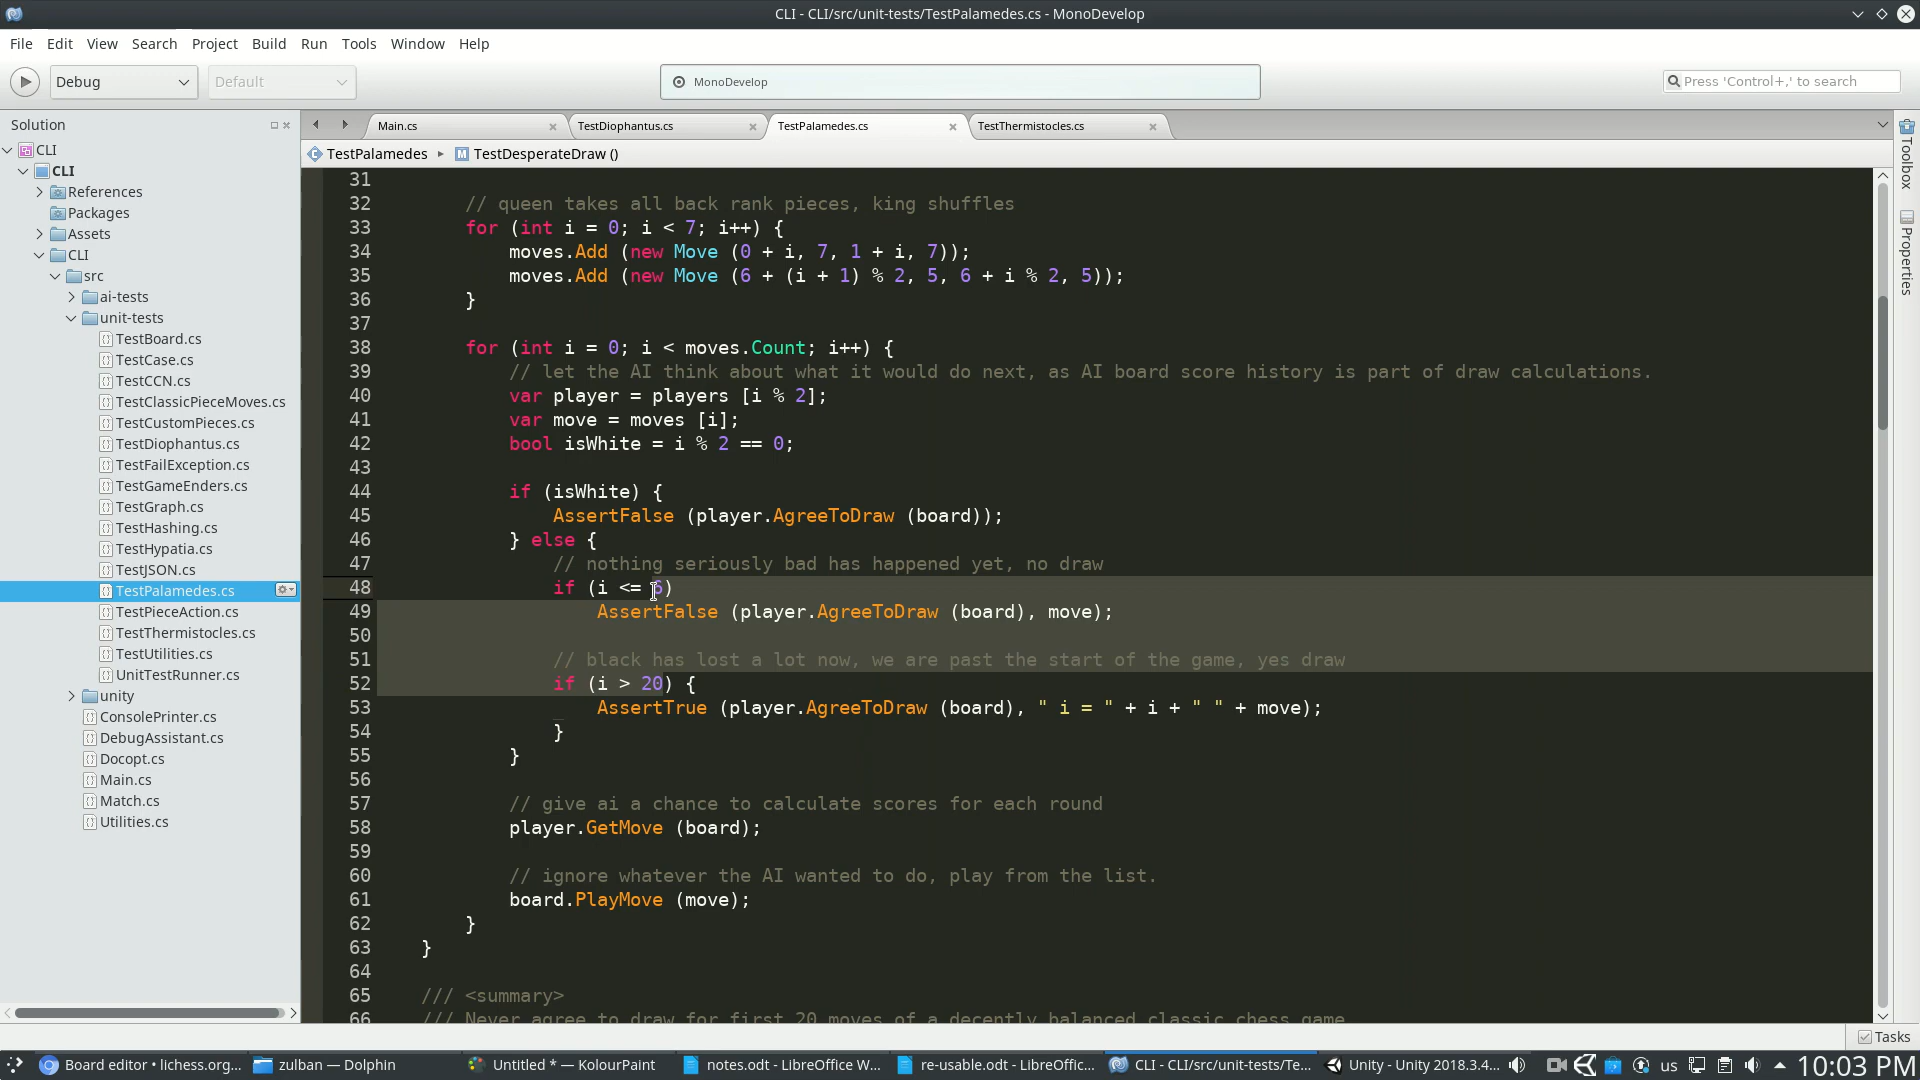 CLI - CLI/src/unit-tests/TestPalamedes.cs - MonoDevelop
File Edit View Search Project Build Run Tools Window Help
Debug Default MonoDevelop Press 'Control+,' to search
Solution
CLI
CLI
References
Packages
Assets
CLI
src
ai-tests
unit-tests
TestBoard.cs
TestCase.cs
TestCCN.cs
TestClassicPieceMoves.cs
TestCustomPieces.cs
TestDiophantus.cs
TestFailException.cs
TestGameEnders.cs
TestGraph.cs
TestHashing.cs
TestHypatia.cs
TestJSON.cs
TestPalamedes.cs
TestPieceAction.cs
TestThermistocles.cs
TestUtilities.cs
UnitTestRunner.cs
unity
ConsolePrinter.cs
DebugAssistant.cs
Docopt.cs
Main.cs
Match.cs
Utilities.cs
Main.cs TestDiophantus.cs TestPalamedes.cs TestThermistocles.cs
TestPalamedes TestDesperateDraw ()
31
32 // queen takes all back rank pieces, king shuffles
33 for (int i = 0; i < 7; i++) {
34 moves.Add (new Move (0 + i, 7, 1 + i, 7));
35 moves.Add (new Move (6 + (i + 1) % 2, 5, 6 + i % 2, 5));
36 }
37
38 for (int i = 0; i < moves.Count; i++) {
39 // let the AI think about what it would do next, as AI board score history is part of draw calculations.
40 var player = players [i % 2];
41 var move = moves [i];
42 bool isWhite = i % 2 == 0;
43
44 if (isWhite) {
45 AssertFalse (player.AgreeToDraw (board));
46 } else {
47 // nothing seriously bad has happened yet, no draw
48 if (i <= 6)
49 AssertFalse (player.AgreeToDraw (board), move);
50
51 // black has lost a lot now, we are past the start of the game, yes draw
52 if (i > 20) {
53 AssertTrue (player.AgreeToDraw (board), " i = " + i + " " + move);
54 }
55 }
56
57 // give ai a chance to calculate scores for each round
58 player.GetMove (board);
59
60 // ignore whatever the AI wanted to do, play from the list.
61 board.PlayMove (move);
62 }
63 }
64
65 /// <summary>
66 /// Never agree to draw for first 20 moves of a decently balanced classic chess game
Toolbox
Properties
Tasks
Board editor • lichess.org... zulban — Dolphin Untitled * — KolourPaint notes.odt - LibreOffice W... re-usable.odt - LibreOffic... CLI - CLI/src/unit-tests/Te... Unity - Unity 2018.3.4... us 10:03 PM